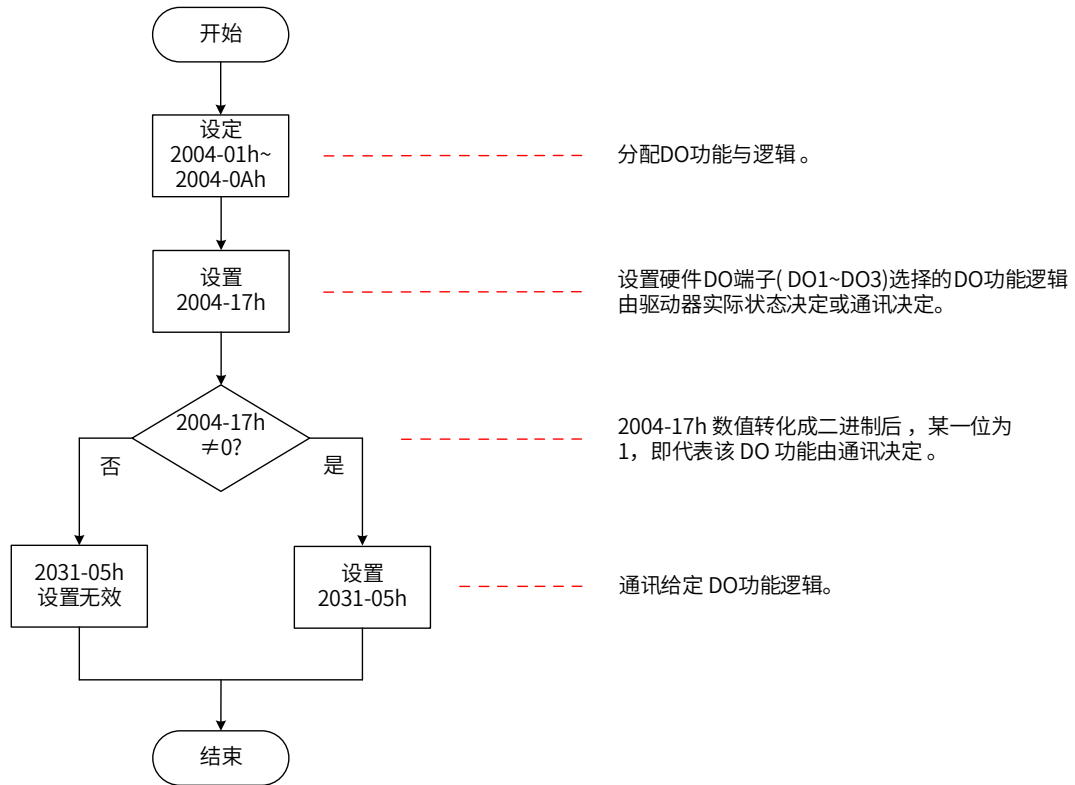 开始
设定
2004-01h~
2004-0Ah
分配DO功能与逻辑 。
设置
2004-17h
设置硬件DO端子( DO1~DO3)选择的DO功能逻辑
由驱动器实际状态决定或通讯决定。
2004-17h
≠0?
2004-17h 数值转化成二进制后 ，某一位为
1，即代表该 DO 功能由通讯决定 。
否
是
2031-05h
设置无效
设置
2031-05h
通讯给定 DO功能逻辑。
结束